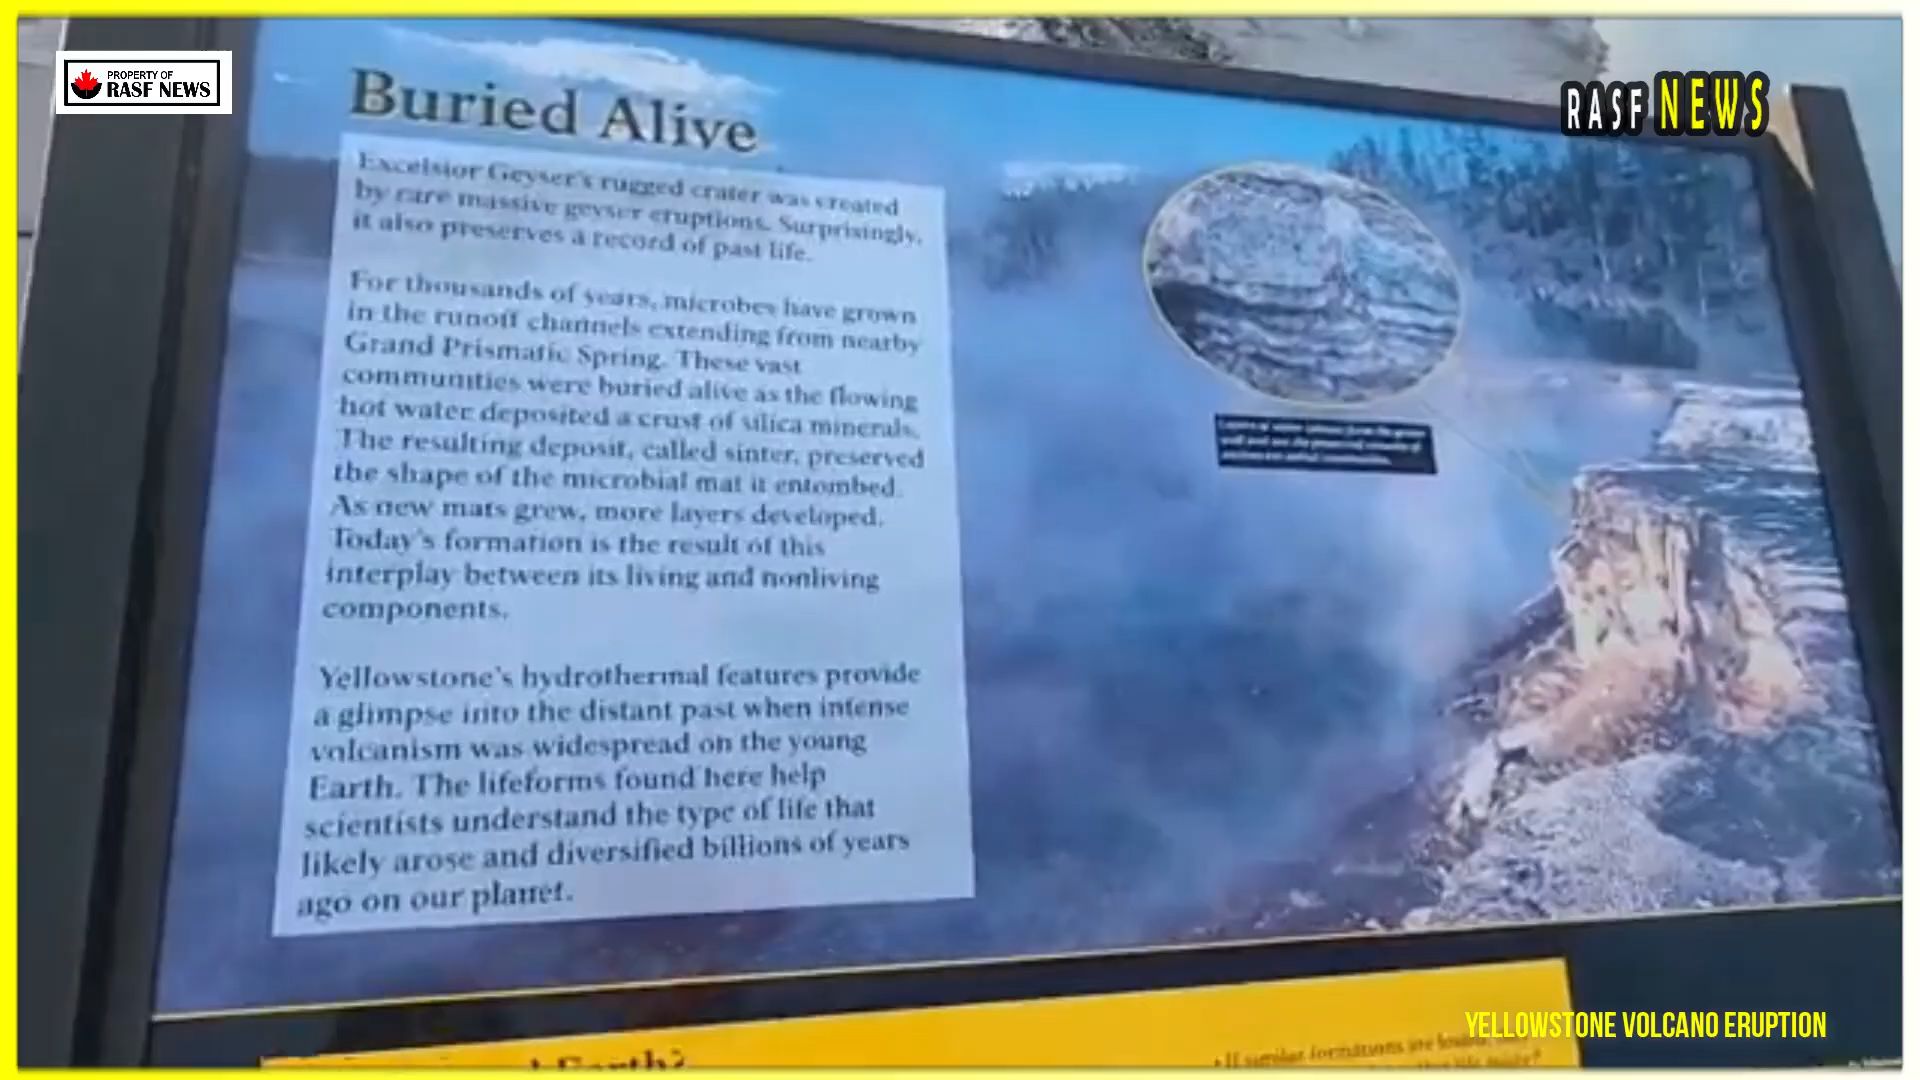 PROPERTY OF
RASF NEWS
RASF NEWS
Buried Alive
Excelsior Geyser's rugged crater was created
by rare massive geyser eruptions. Surprisingly,
it also preserves a record of past life.
For thousands of years, microbes have grown
in the runoff channels extending from nearby
Grand Prismatic Spring. These vast
communities were buried alive as the flowing
hot water deposited a crust of silica minerals.
The resulting deposit, called sinter, preserved
the shape of the microbial mat it entombed.
As new mats grew, more layers developed.
Today's formation is the result of this
interplay between its living and nonliving
components.
Yellowstone's hydrothermal features provide
a glimpse into the distant past when intense
volcanism was widespread on the young
Earth. The lifeforms found here help
scientists understand the type of life that
likely arose and diversified billions of years
ago on our planet.
Earth?
• If similar formations are
YELLOWSTONE VOLCANO ERUPTION